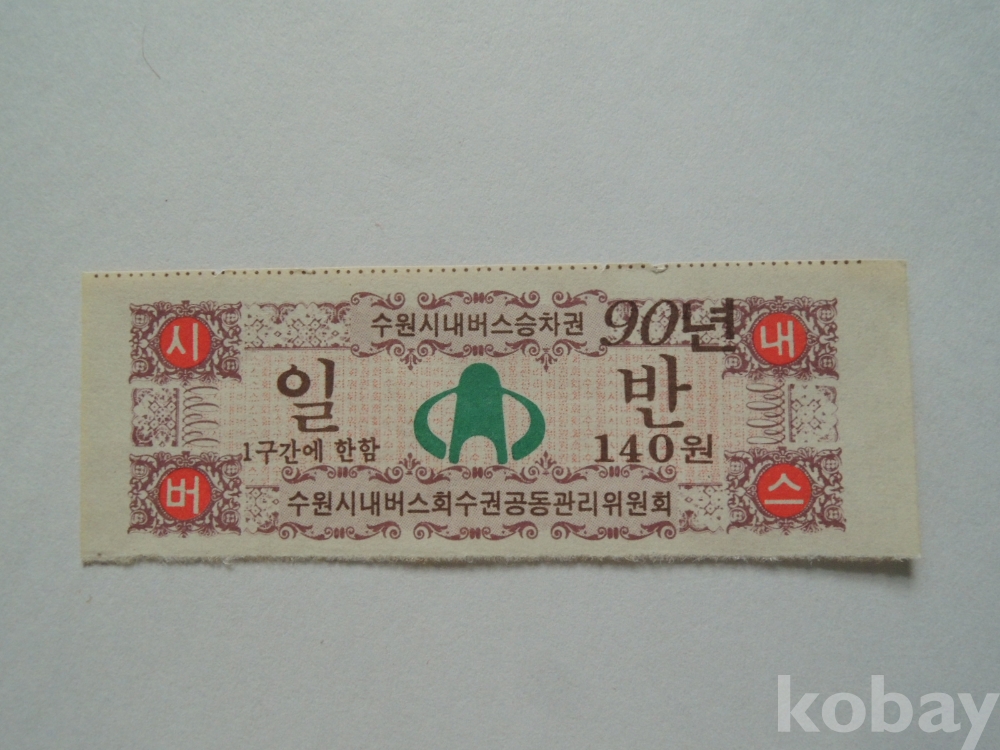 시 내
수원시내버스승차권 90년
일 반
1구간에 한함 140원
버 스
수원시내버스회수권공동관리위원회
kobay